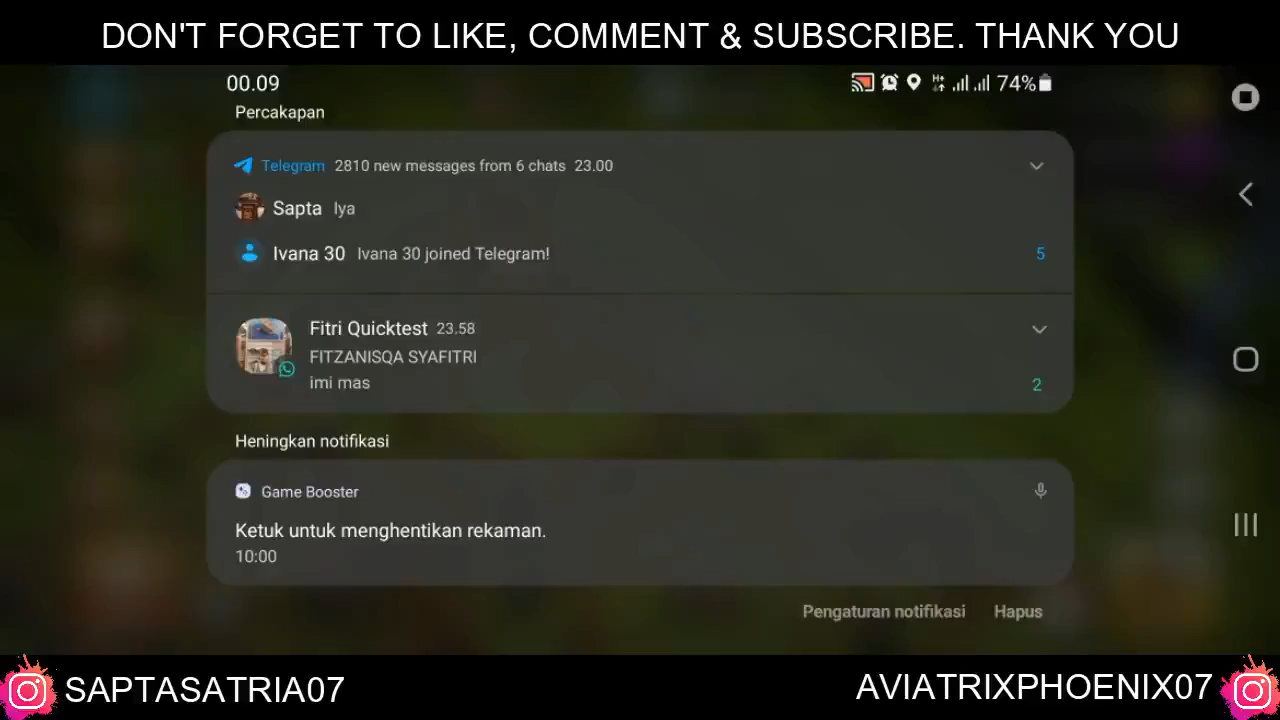 DON'T FORGET TO LIKE, COMMENT & SUBSCRIBE. THANK YOU
00.09 74%
Percakapan
Telegram 2810 new messages from 6 chats 23.00
Sapta Iya
Ivana 30 Ivana 30 joined Telegram! 5
Fitri Quicktest 23.58
FITZANISQA SYAFITRI
imi mas 2
Heningkan notifikasi
Game Booster
Ketuk untuk menghentikan rekaman.
10:00
Pengaturan notifikasi Hapus
SAPTASATRIA07 AVIATRIXPHOENIX07